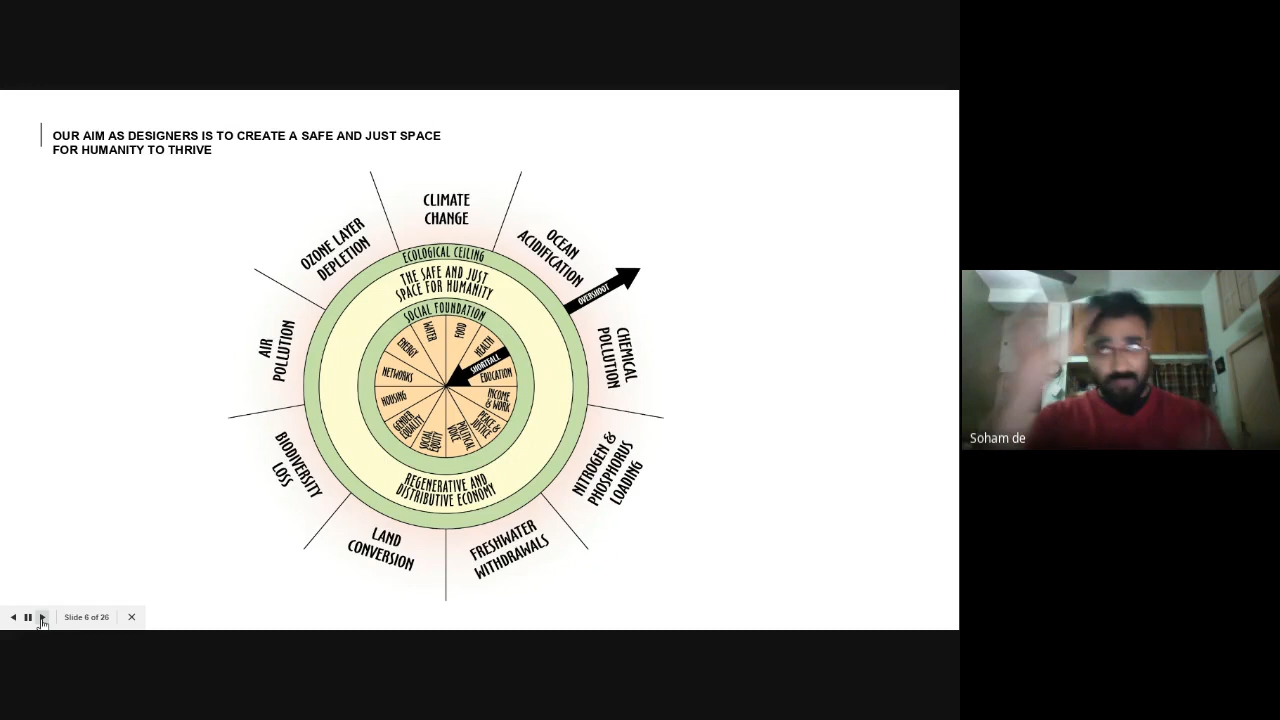 OUR AIM AS DESIGNERS IS TO CREATE A SAFE AND JUST SPACE
FOR HUMANITY TO THRIVE
CLIMATE
CHANGE
OCEAN
ACIDIFICATION
CHEMICAL
POLLUTION
NITROGEN &
PHOSPHORUS
LOADING
FRESHWATER
WITHDRAWALS
LAND
CONVERSION
BIODIVERSITY
LOSS
AIR
POLLUTION
OZONE LAYER
DEPLETION
OVERSHOOT
ECOLOGICAL CEILING
THE SAFE AND JUST
SPACE FOR HUMANITY
SOCIAL FOUNDATION
WATER
FOOD
HEALTH
SHORTFALL
EDUCATION
INCOME
& WORK
PEACE &
JUSTICE
POLITICAL
VOICE
SOCIAL
EQUITY
GENDER
EQUALITY
HOUSING
NETWORKS
ENERGY
REGENERATIVE AND
DISTRIBUTIVE ECONOMY
Slide 6 of 26
Soham de